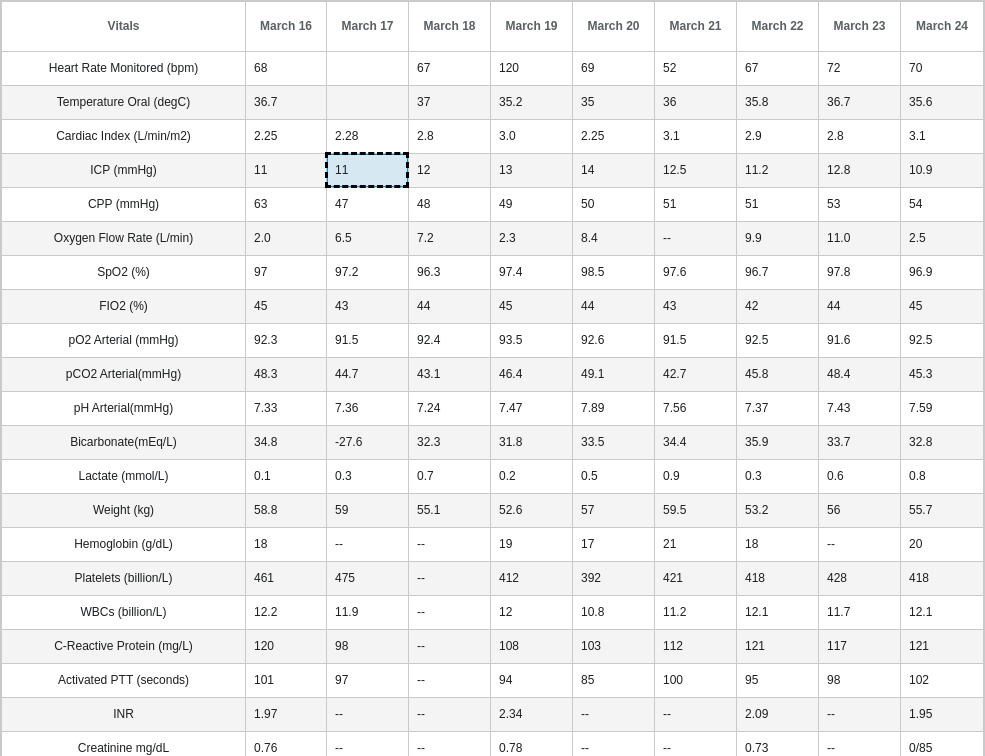 Vitals March 16 March 17 March 18 March 19 March 20 March 21 March 22 March 23 March 24
Heart Rate Monitored (bpm) 68 67 120 69 52 67 72 70
Temperature Oral (degC) 36.7 37 35.2 35 36 35.8 36.7 35.6
Cardiac Index (L/min/m2) 2.25 2.28 2.8 3.0 2.25 3.1 2.9 2.8 3.1
ICP (mmHg) 11 11 12 13 14 12.5 11.2 12.8 10.9
CPP (mmHg) 63 47 48 49 50 51 51 53 54
Oxygen Flow Rate (L/min) 2.0 6.5 7.2 2.3 8.4 -- 9.9 11.0 2.5
SpO2 (%) 97 97.2 96.3 97.4 98.5 97.6 96.7 97.8 96.9
FIO2 (%) 45 43 44 45 44 43 42 44 45
pO2 Arterial (mmHg) 92.3 91.5 92.4 93.5 92.6 91.5 92.5 91.6 92.5
pCO2 Arterial(mmHg) 48.3 44.7 43.1 46.4 49.1 42.7 45.8 48.4 45.3
pH Arterial(mmHg) 7.33 7.36 7.24 7.47 7.89 7.56 7.37 7.43 7.59
Bicarbonate(mEq/L) 34.8 -27.6 32.3 31.8 33.5 34.4 35.9 33.7 32.8
Lactate (mmol/L) 0.1 0.3 0.7 0.2 0.5 0.9 0.3 0.6 0.8
Weight (kg) 58.8 59 55.1 52.6 57 59.5 53.2 56 55.7
Hemoglobin (g/dL) 18 -- -- 19 17 21 18 -- 20
Platelets (billion/L) 461 475 -- 412 392 421 418 428 418
WBCs (billion/L) 12.2 11.9 -- 12 10.8 11.2 12.1 11.7 12.1
C-Reactive Protein (mg/L) 120 98 -- 108 103 112 121 117 121
Activated PTT (seconds) 101 97 -- 94 85 100 95 98 102
INR 1.97 -- -- 2.34 -- -- 2.09 -- 1.95
Creatinine mg/dL 0.76 -- -- 0.78 -- -- 0.73 -- 0/85